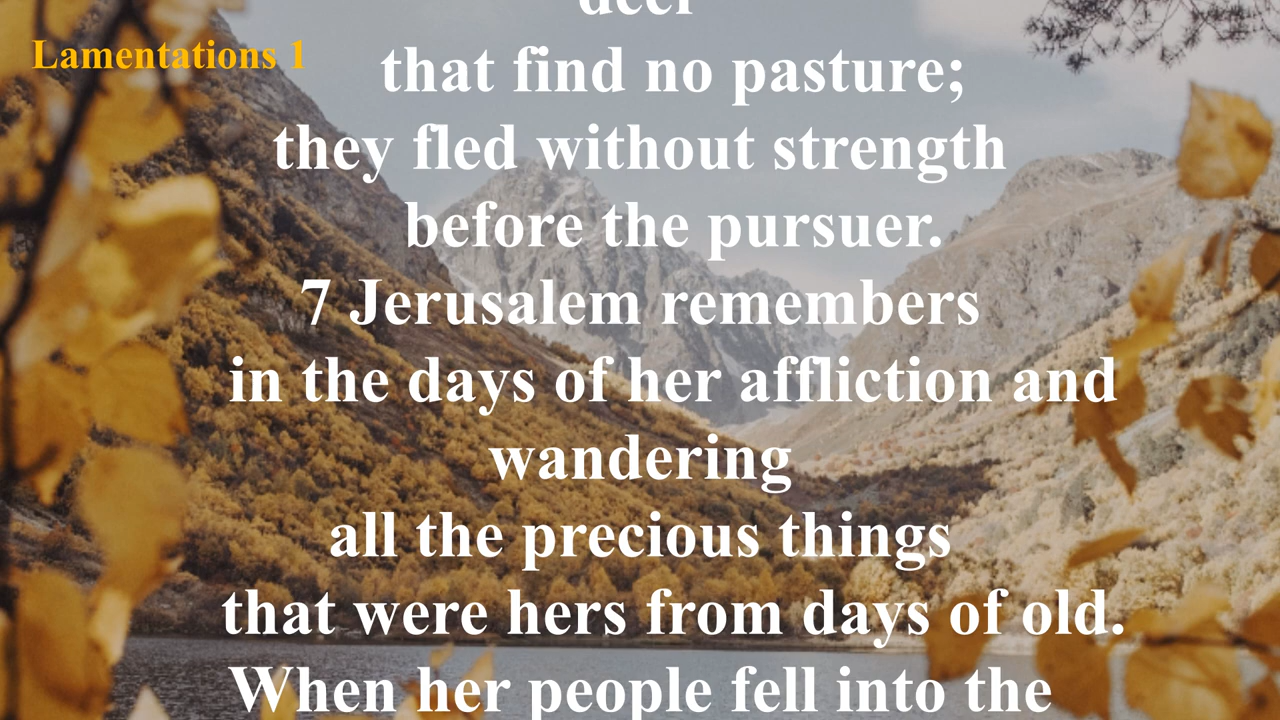 deer
Lamentations 1
that find no pasture;
they fled without strength
before the pursuer.
7 Jerusalem remembers
in the days of her affliction and
wandering
all the precious things
that were hers from days of old.
When her people fell into the